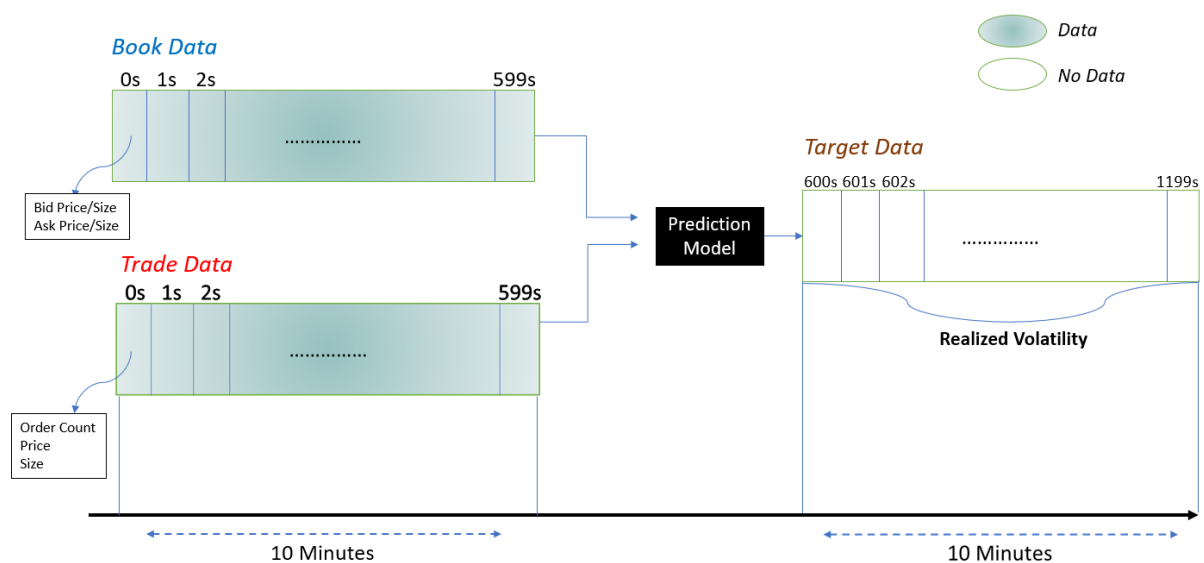 Data
No Data
Book Data
0s 1s 2s 599s
……………
Bid Price/Size
Ask Price/Size
Trade Data
0s 1s 2s 599s
……………
Order Count
Price
Size
Prediction
Model
Target Data
600s 601s 602s 1199s
……………
Realized Volatility
10 Minutes
10 Minutes